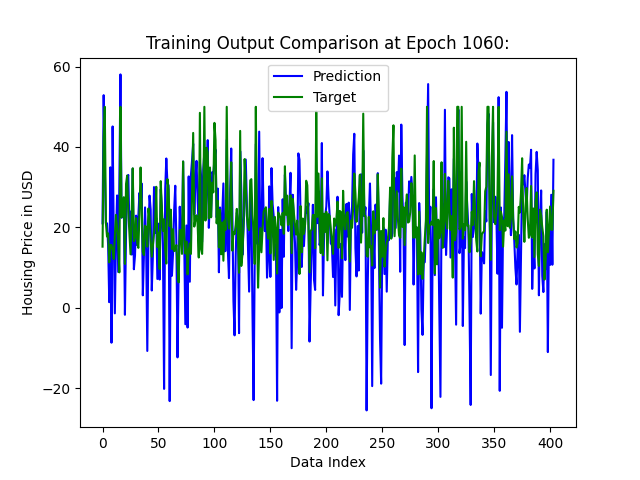 Training Output Comparison at Epoch 1060:
Prediction
Target
Housing Price in USD
60
40
20
0
−20
0
50
100
150
200
250
300
350
400
Data Index